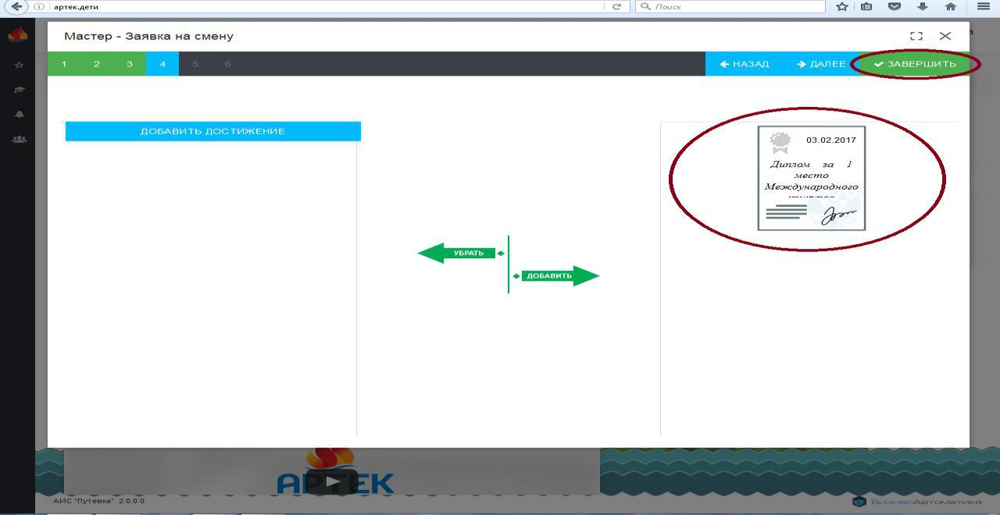 артек.дети
Поиск
Мастер - Заявка на смену
1 2 3 4 5 6
НАЗАД
ДАЛЕЕ
ЗАВЕРШИТЬ
ДОБАВИТЬ ДОСТИЖЕНИЕ
03.02.2017
Диплом за 1
место
Международного
УБРАТЬ
ДОБАВИТЬ
АРТЕК
АИС "Путевка" 2.0.0.0
БизнесАвтоматика